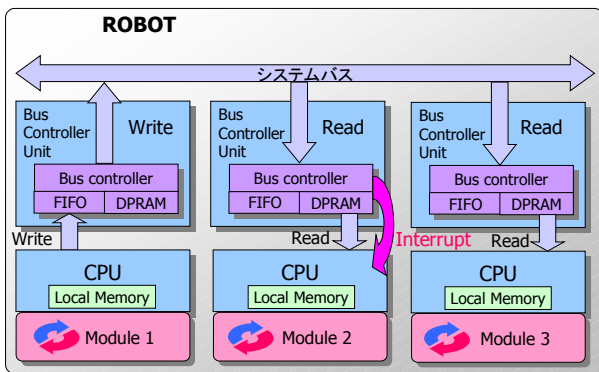 ROBOT
システムバス
Bus
Controller
Unit
Write
Bus controller
FIFO DPRAM
Write
CPU
Local Memory
Module 1
Bus
Controller
Unit
Read
Bus controller
FIFO DPRAM
Read
Interrupt
CPU
Local Memory
Module 2
Bus
Controller
Unit
Read
Bus controller
FIFO DPRAM
Read
CPU
Local Memory
Module 3